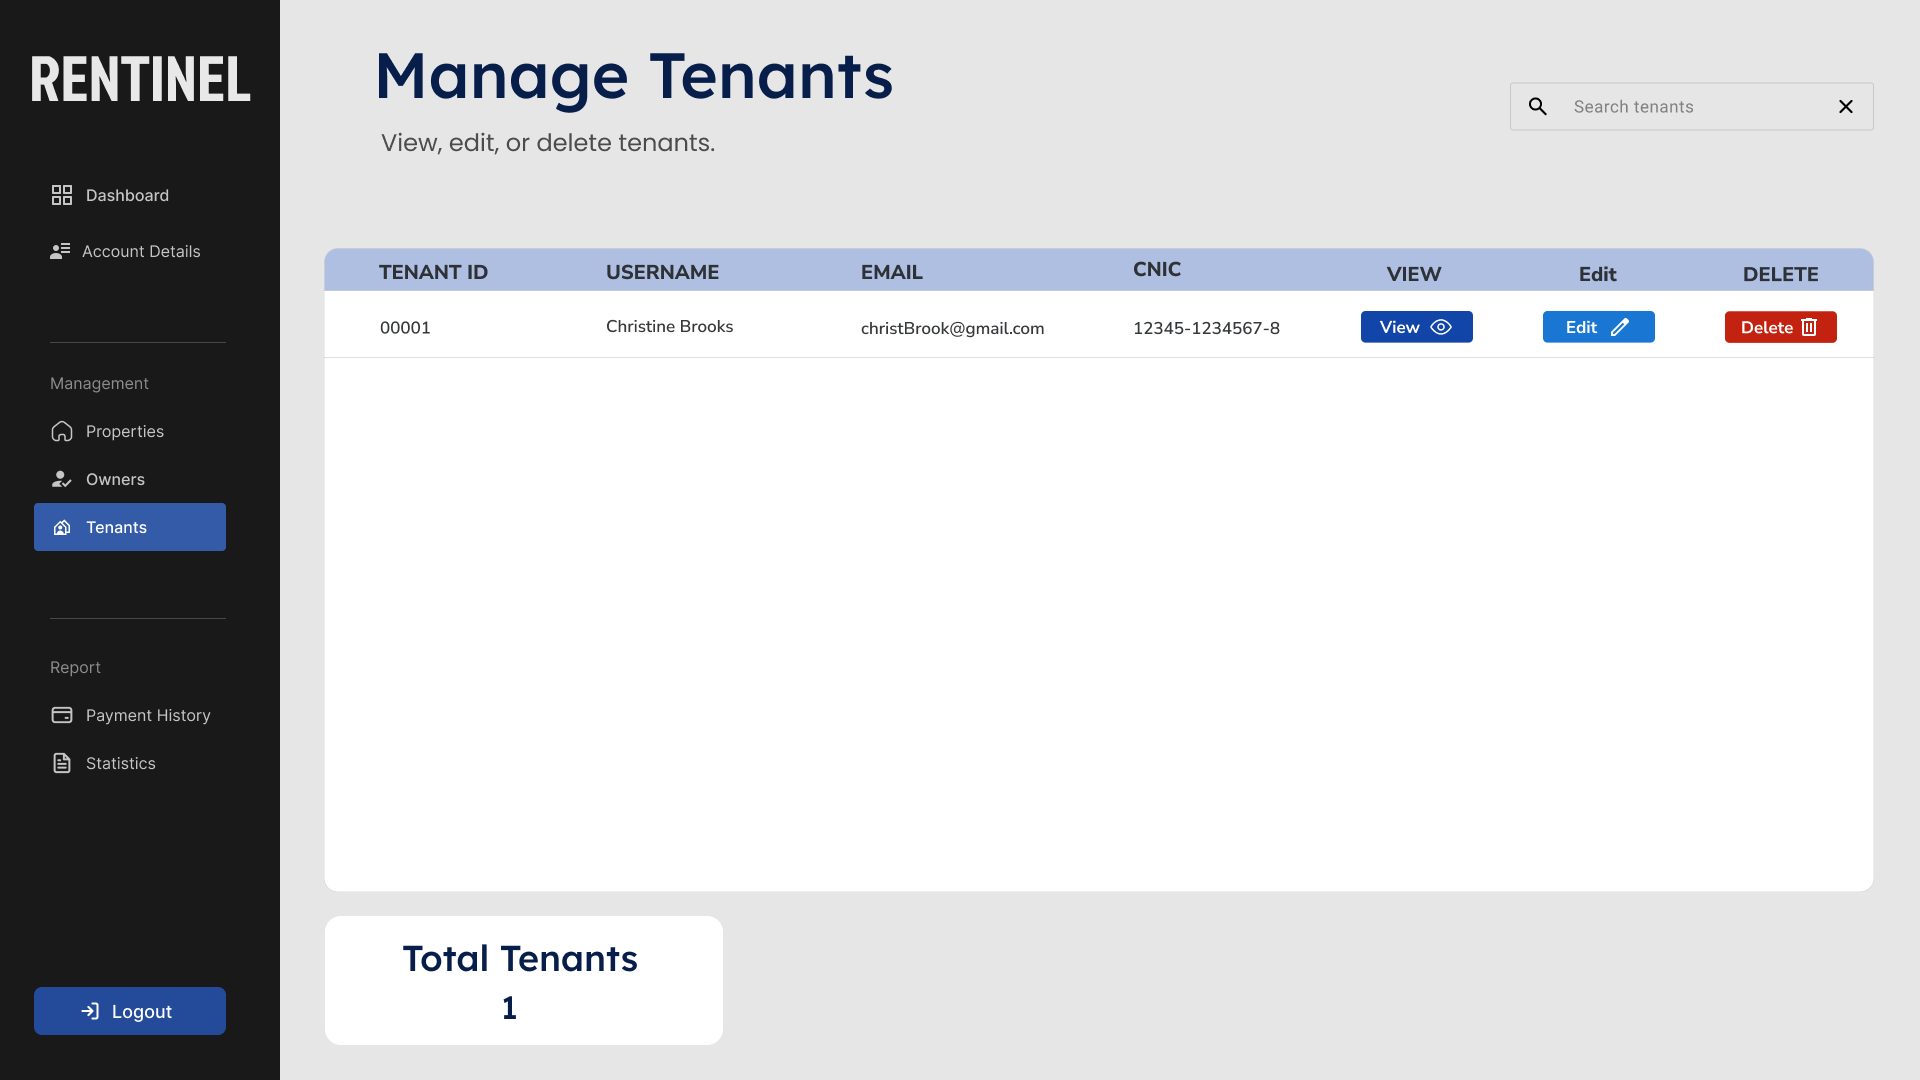 RENTINEL
Dashboard
Account Details
Management
Properties
Owners
Tenants
Report
Payment History
Statistics
Logout
Manage Tenants
View, edit, or delete tenants.
Search tenants
TENANT ID USERNAME EMAIL CNIC VIEW Edit DELETE
00001 Christine Brooks christBrook@gmail.com 12345-1234567-8 View Edit Delete
Total Tenants
1